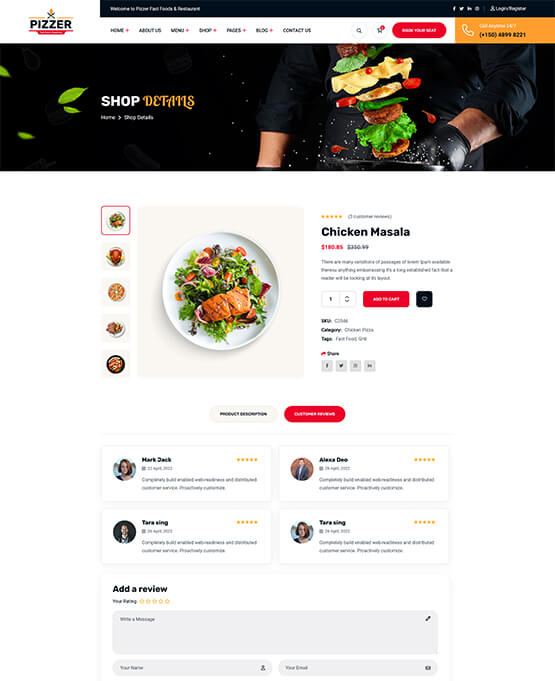 Welcome to Pizzer Fast Foods & Restaurant
Login/Register
PIZZER
HOME +
ABOUT US
MENU +
SHOP +
PAGES +
BLOG +
CONTACT US
BOOK YOUR SEAT
Call Anytime 24/7
(+150) 4899 8221
SHOP DETAILS
Home > Shop Details
(3 customer reviews)
Chicken Masala
$180.85 $350.99
There are many variations of passages of lorem Ipsum available
thereou anything embarrassing it's a long established fact that a
reader will be looking at its layout.
1
ADD TO CART
SKU: C2546
Category: Chicken Pizza
Tags: Fast Food, Grill
Share
PRODUCT DESCRIPTION
CUSTOMER REVIEWS
Mark Jack
22 April, 2022
Completely build enabled web-readiness and distributed
customer service. Proactively customize.
Alexa Deo
26 April, 2022
Completely build enabled web-readiness and distributed
customer service. Proactively customize.
Tara sing
26 April, 2022
Completely build enabled web-readiness and distributed
customer service. Proactively customize.
Tara sing
26 April, 2022
Completely build enabled web-readiness and distributed
customer service. Proactively customize.
Add a review
Your Rating
Write a Message
Your Name
Your Email